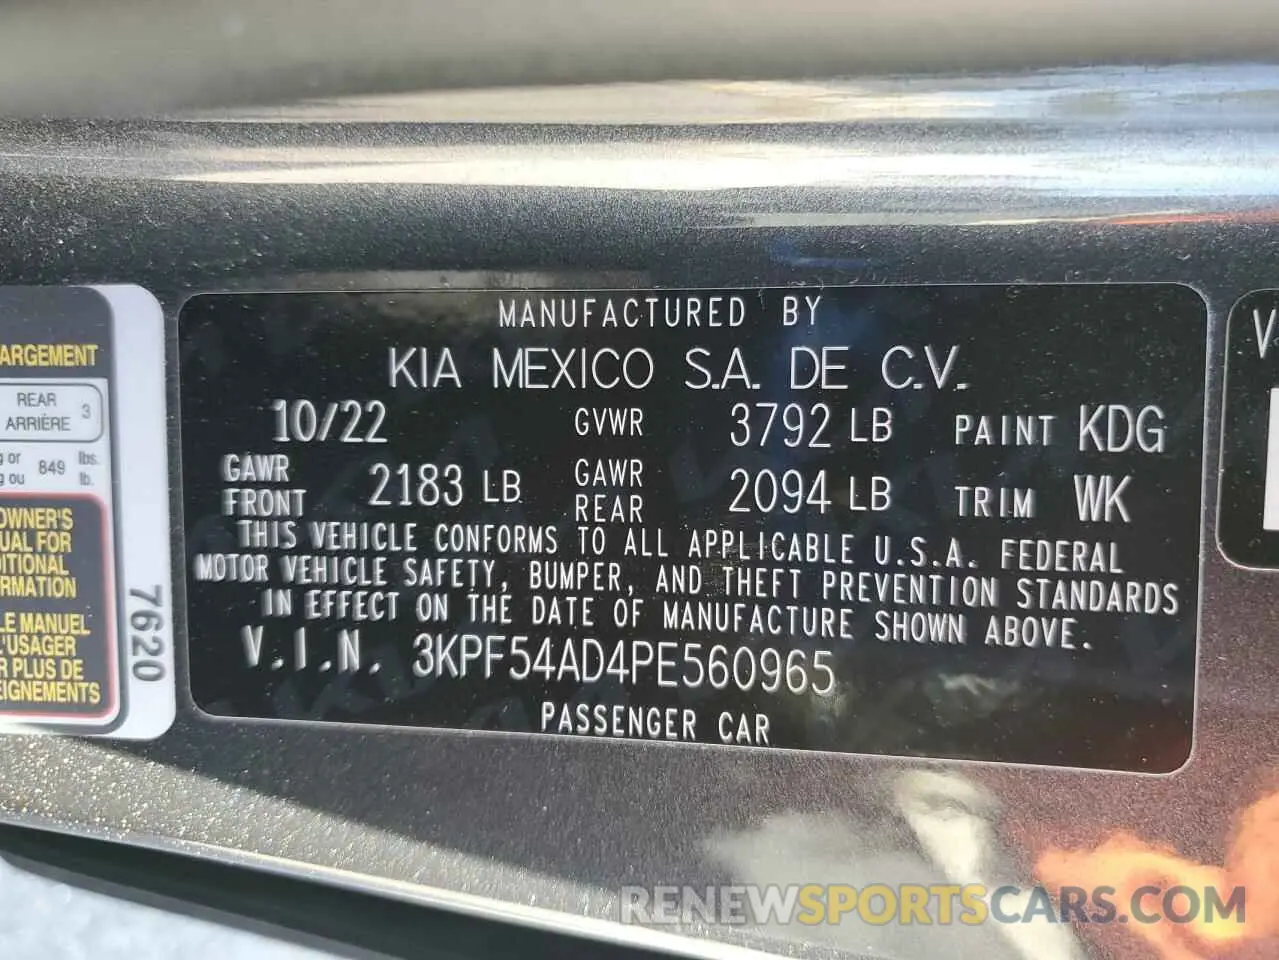 ARGEMENT
REAR
ARRIÈRE 3
g or 849 lbs.
g ou lb.
OWNER'S
UAL FOR
DITIONAL
ORMATION
LE MANUEL
L'USAGER
R PLUS DE
EIGNEMENTS
7620
MANUFACTURED BY
KIA MEXICO S.A. DE C.V.
10/22 GVWR 3792 LB PAINT KDG
GAWR FRONT 2183 LB GAWR REAR 2094 LB TRIM WK
THIS VEHICLE CONFORMS TO ALL APPLICABLE U.S.A. FEDERAL
MOTOR VEHICLE SAFETY, BUMPER, AND THEFT PREVENTION STANDARDS
IN EFFECT ON THE DATE OF MANUFACTURE SHOWN ABOVE.
V.I.N. 3KPF54AD4PE560965
PASSENGER CAR
V.
RENEWSPORTSCARS.COM